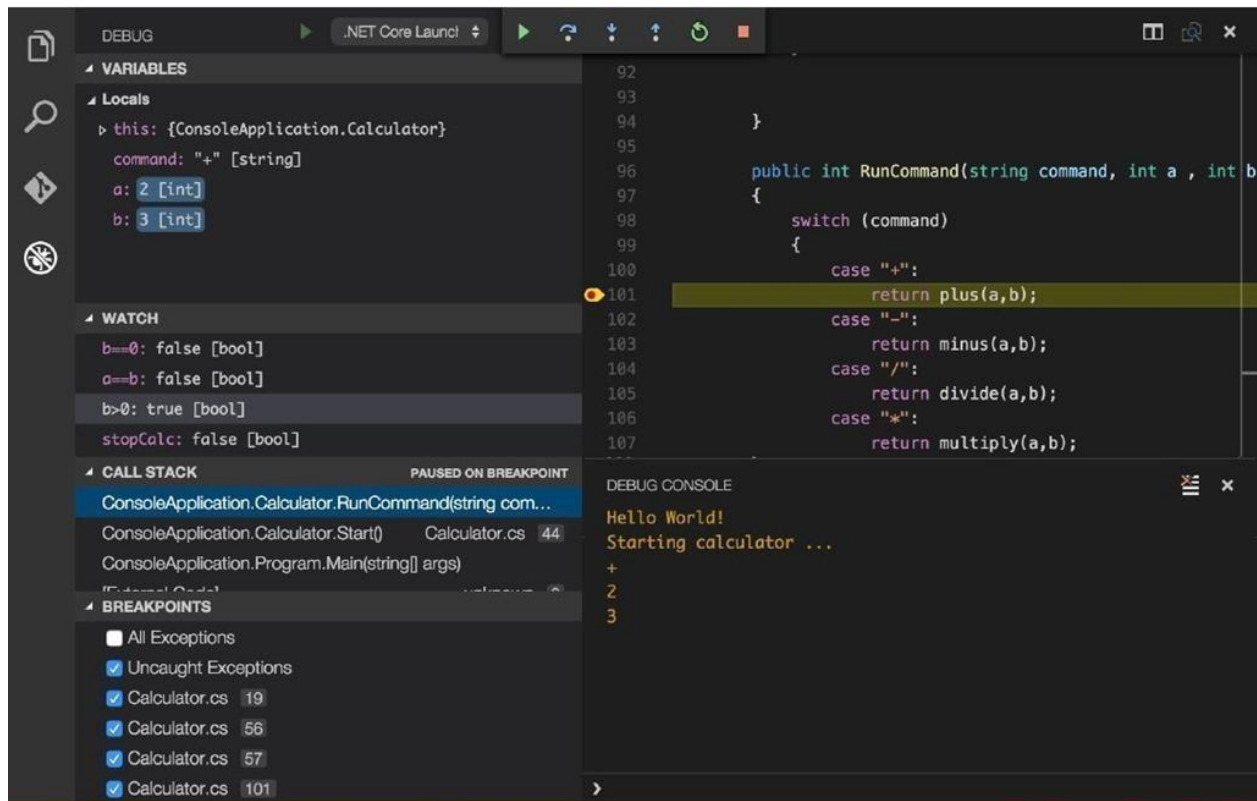 DEBUG
.NET Core Launcl
VARIABLES
Locals
this: {ConsoleApplication.Calculator}
command: "+" [string]
a: 2 [int]
b: 3 [int]
WATCH
b==0: false [bool]
a==b: false [bool]
b>0: true [bool]
stopCalc: false [bool]
CALL STACK PAUSED ON BREAKPOINT
ConsoleApplication.Calculator.RunCommand(string com...
ConsoleApplication.Calculator.Start() Calculator.cs 44
ConsoleApplication.Program.Main(string[] args)
BREAKPOINTS
All Exceptions
Uncaught Exceptions
Calculator.cs 19
Calculator.cs 56
Calculator.cs 57
Calculator.cs 101
92
93
94 }
95
96 public int RunCommand(string command, int a , int b
97 {
98 switch (command)
99 {
100 case "+":
101 return plus(a,b);
102 case "-":
103 return minus(a,b);
104 case "/":
105 return divide(a,b);
106 case "*":
107 return multiply(a,b);
DEBUG CONSOLE
Hello World!
Starting calculator ...
+
2
3